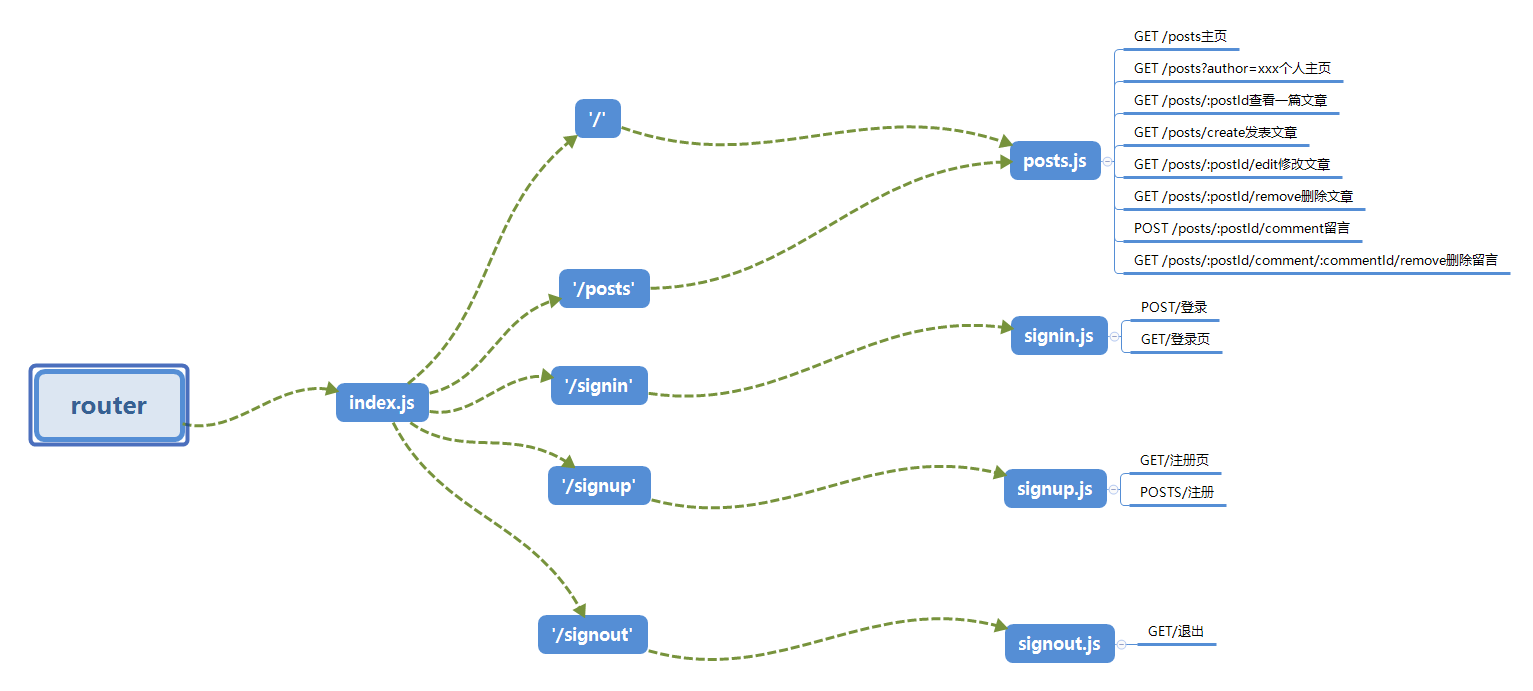 router
index.js
'/'
'/posts'
'/signin'
'/signup'
'/signout'
posts.js
GET /posts主页
GET /posts?author=xxx个人主页
GET /posts/:postId查看一篇文章
GET /posts/create发表文章
GET /posts/:postId/edit修改文章
GET /posts/:postId/remove删除文章
POST /posts/:postId/comment留言
GET /posts/:postId/comment/:commentId/remove删除留言
signin.js
POST/登录
GET/登录页
signup.js
GET/注册页
POSTS/注册
signout.js
GET/退出